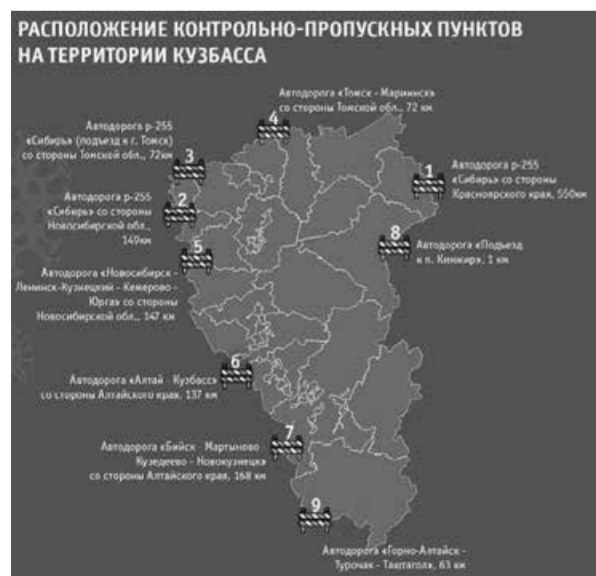 РАСПОЛОЖЕНИЕ КОНТРОЛЬНО-ПРОПУСКНЫХ ПУНКТОВ
НА ТЕРРИТОРИИ КУЗБАССА
4
Автодорога «Томск - Мариинск»
со стороны Томской обл., 72 км
3
Автодорога р-255
«Сибирь» (подъезд к г. Томск)
со стороны Томской обл., 72км
1
Автодорога р-255
«Сибирь» со стороны
Красноярского края, 550км
2
Автодорога р-255
«Сибирь» со стороны
Новосибирской обл.,
149км
8
Автодорога «Подъезд
к п. Кинжир», 1 км
5
Автодорога «Новосибирск -
Ленинск-Кузнецкий - Кемерово -
Юрга» со стороны
Новосибирской обл., 147 км
6
Автодорога «Алтай - Кузбасс»
со стороны Алтайского края, 137 км
7
Автодорога «Бийск - Мартыново -
Кузедеево - Новокузнецк»
со стороны Алтайского края, 168 км
9
Автодорога «Горно-Алтайск -
Турочак - Таштагол», 63 км